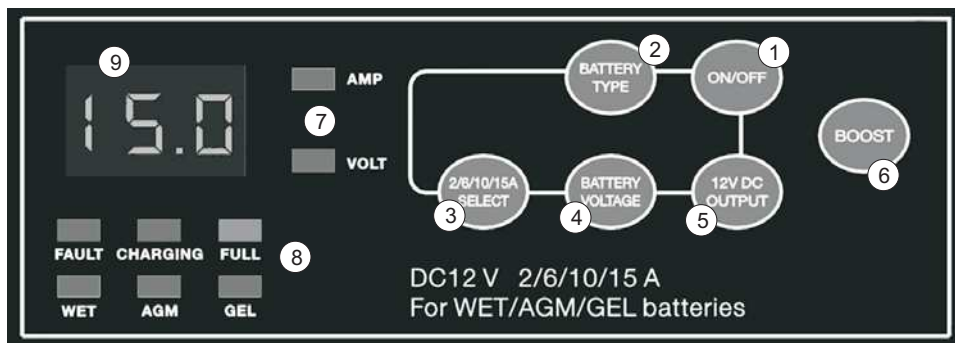 9
15.0
AMP
7
VOLT
2
BATTERY
TYPE
1
ON/OFF
BOOST
6
2/6/10/15A
SELECT
3
BATTERY
VOLTAGE
4
12V DC
OUTPUT
5
FAULT CHARGING FULL
8
WET AGM GEL
DC12 V 2/6/10/15 A
For WET/AGM/GEL batteries